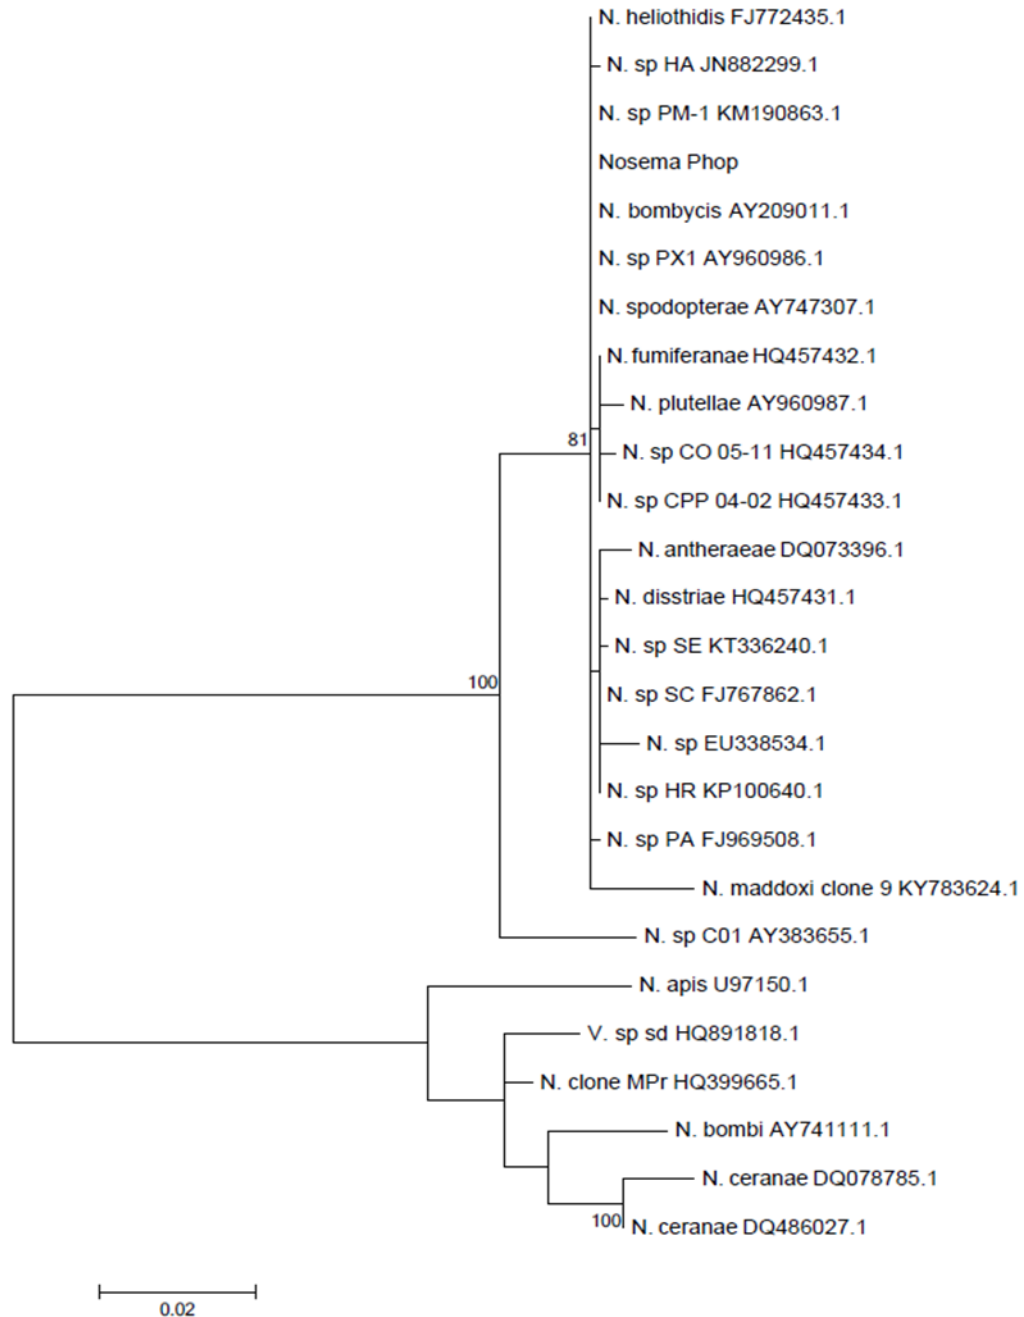 N. heliothidis FJ772435.1
N. sp HA JN882299.1
N. sp PM-1 KM190863.1
Nosema Phop
N. bombycis AY209011.1
N. sp PX1 AY960986.1
N. spodopterae AY747307.1
N. fumiferanae HQ457432.1
N. plutellae AY960987.1
81
N. sp CO 05-11 HQ457434.1
N. sp CPP 04-02 HQ457433.1
N. antheraeae DQ073396.1
N. disstriae HQ457431.1
N. sp SE KT336240.1
100
N. sp SC FJ767862.1
N. sp EU338534.1
N. sp HR KP100640.1
N. sp PA FJ969508.1
N. maddoxi clone 9 KY783624.1
N. sp C01 AY383655.1
N. apis U97150.1
V. sp sd HQ891818.1
N. clone MPr HQ399665.1
N. bombi AY741111.1
N. ceranae DQ078785.1
100
N. ceranae DQ486027.1
0.02